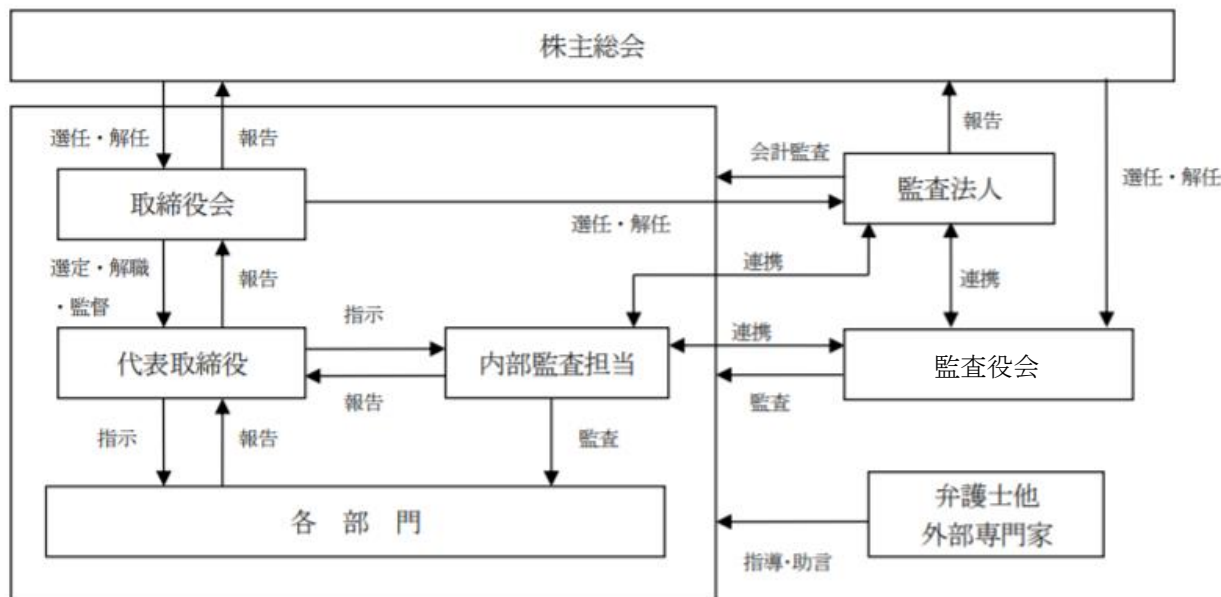 株主総会
選任・解任
報告
報告
会計監査
取締役会
監査法人
選任・解任
選任・解任
選定・解職
・監督
報告
連携
連携
指示
連携
代表取締役
内部監査担当
監査役会
報告
監査
指示
報告
監査
各 部 門
弁護士他
外部専門家
指導・助言